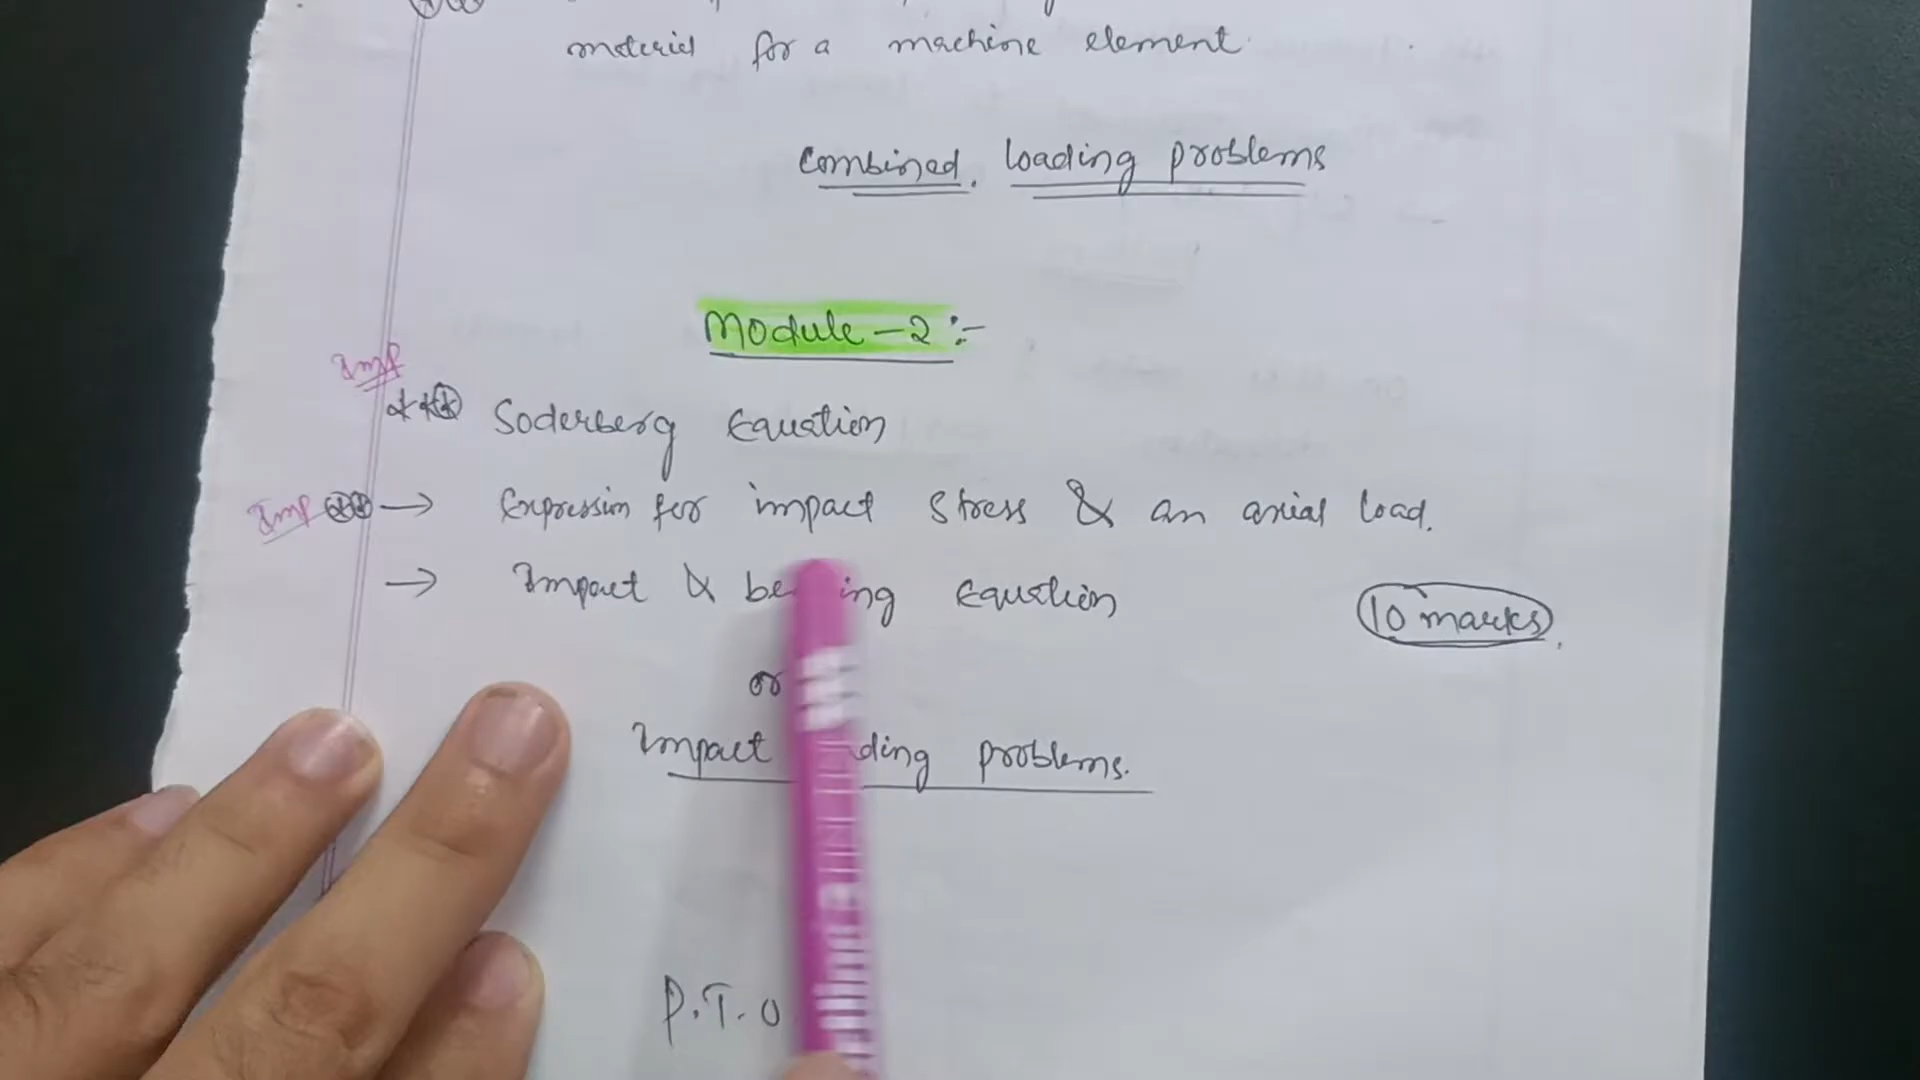 material for a machine element.
Combined loading problems
Module-2:-
Imp
Soderberg Equation
Imp → Expression for impact stress & an axial load.
→ Impact & be ing Equation
10 marks.
or
Impact ding problems.
P.T.O